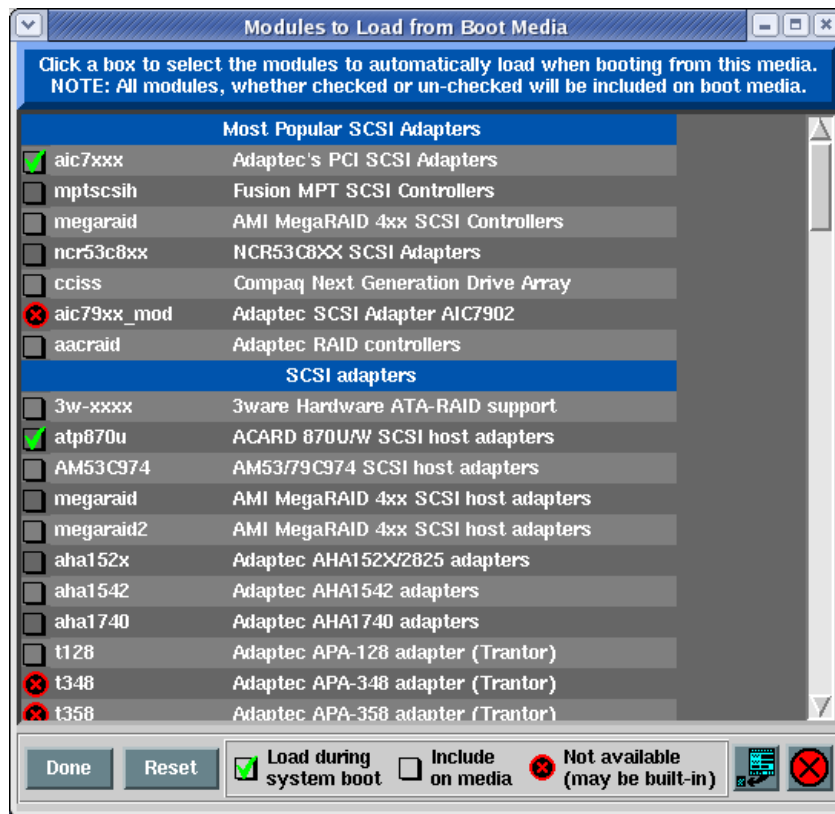 Modules to Load from Boot Media
Click a box to select the modules to automatically load when booting from this media.
NOTE: All modules, whether checked or un-checked will be included on boot media.
Most Popular SCSI Adapters
aic7xxx Adaptec's PCI SCSI Adapters
mptscsih Fusion MPT SCSI Controllers
megaraid AMI MegaRAID 4xx SCSI Controllers
ncr53c8xx NCR53C8XX SCSI Adapters
cciss Compaq Next Generation Drive Array
aic79xx_mod Adaptec SCSI Adapter AIC7902
aacraid Adaptec RAID controllers
SCSI adapters
3w-xxxx 3ware Hardware ATA-RAID support
atp870u ACARD 870U/W SCSI host adapters
AM53C974 AM53/79C974 SCSI host adapters
megaraid AMI MegaRAID 4xx SCSI host adapters
megaraid2 AMI MegaRAID 4xx SCSI host adapters
aha152x Adaptec AHA152X/2825 adapters
aha1542 Adaptec AHA1542 adapters
aha1740 Adaptec AHA1740 adapters
t128 Adaptec APA-128 adapter (Trantor)
t348 Adaptec APA-348 adapter (Trantor)
t358 Adaptec APA-358 adapter (Trantor)
Done Reset Load during system boot Include on media Not available (may be built-in)